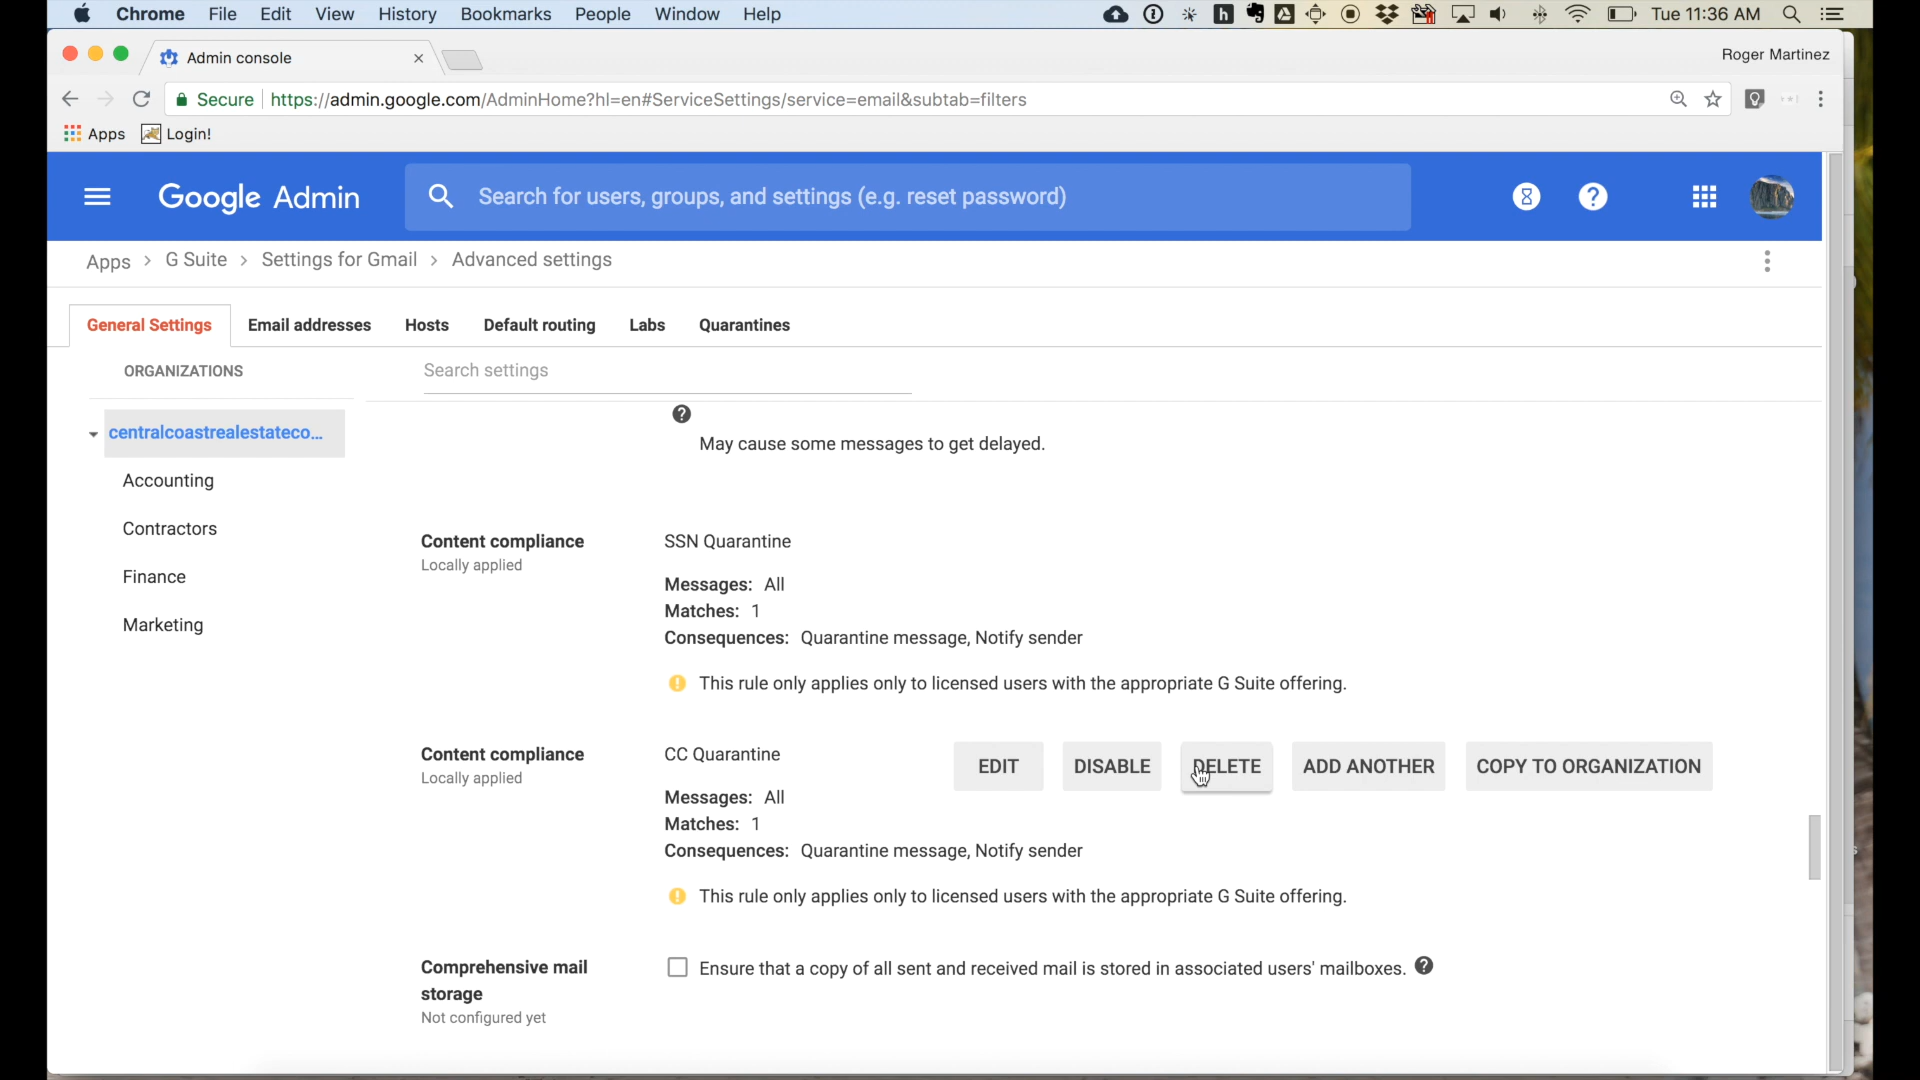 Chrome File Edit View History Bookmarks People Window Help Tue 11:36 AM
Admin console
Roger Martinez
Secure https://admin.google.com/AdminHome?hl=en#ServiceSettings/service=email&subtab=filters
Apps Login!
Google Admin Search for users, groups, and settings (e.g. reset password)
Apps > G Suite > Settings for Gmail > Advanced settings
General Settings Email addresses Hosts Default routing Labs Quarantines
ORGANIZATIONS
Search settings
centralcoastrealestateco...
Accounting
Contractors
Finance
Marketing
May cause some messages to get delayed.
Content compliance
Locally applied
SSN Quarantine
Messages: All
Matches: 1
Consequences: Quarantine message, Notify sender
This rule only applies only to licensed users with the appropriate G Suite offering.
Content compliance
Locally applied
CC Quarantine
EDIT DISABLE DELETE ADD ANOTHER COPY TO ORGANIZATION
Messages: All
Matches: 1
Consequences: Quarantine message, Notify sender
This rule only applies only to licensed users with the appropriate G Suite offering.
Comprehensive mail
storage
Not configured yet
Ensure that a copy of all sent and received mail is stored in associated users' mailboxes.